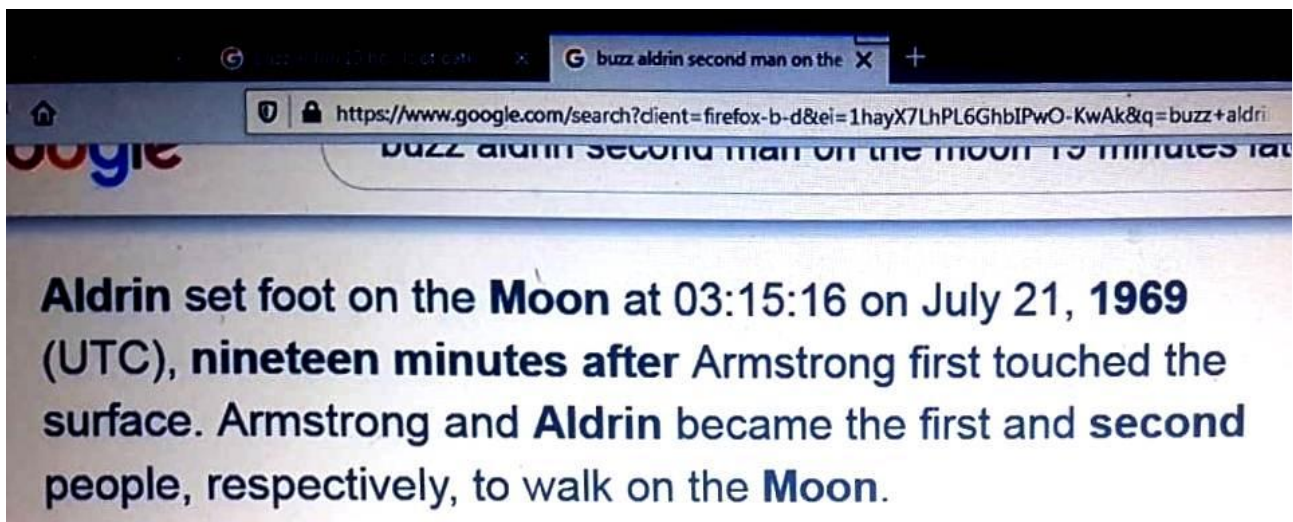 buzz aldrin second man on the
https://www.google.com/search?client=firefox-b-d&ei=1hayX7LhPL6GhbIPwO-KwAk&q=buzz+aldri
buzz aldrin second man on the moon 19 minutes lat
Aldrin set foot on the Moon at 03:15:16 on July 21, 1969
(UTC), nineteen minutes after Armstrong first touched the
surface. Armstrong and Aldrin became the first and second
people, respectively, to walk on the Moon.